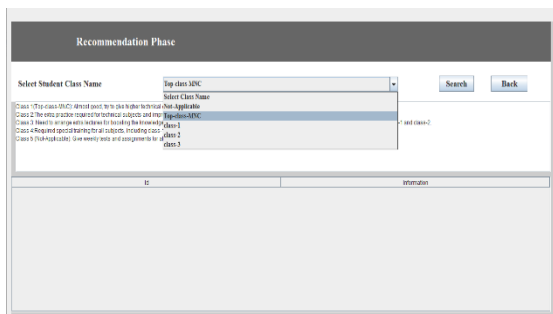 Recommendation Phase
Select Student Class Name
Top class MNC
Search
Back
Select Class Name
Not-Applicable
Top-class-MNC
class-1
class 2
class-3
Class 1(Top-class-MNC): Almost good, try to give higher technical
Class 2 The extra practice required for technical subjects and impr
Class 3 Need to arrange extra lectures for boosting the knowledge
-1 and class-2.
Class 4 Required special training for all subjects. Including class
Class 5 (Not-Applicable) Give weekly tests and assignments for al
Id
Information